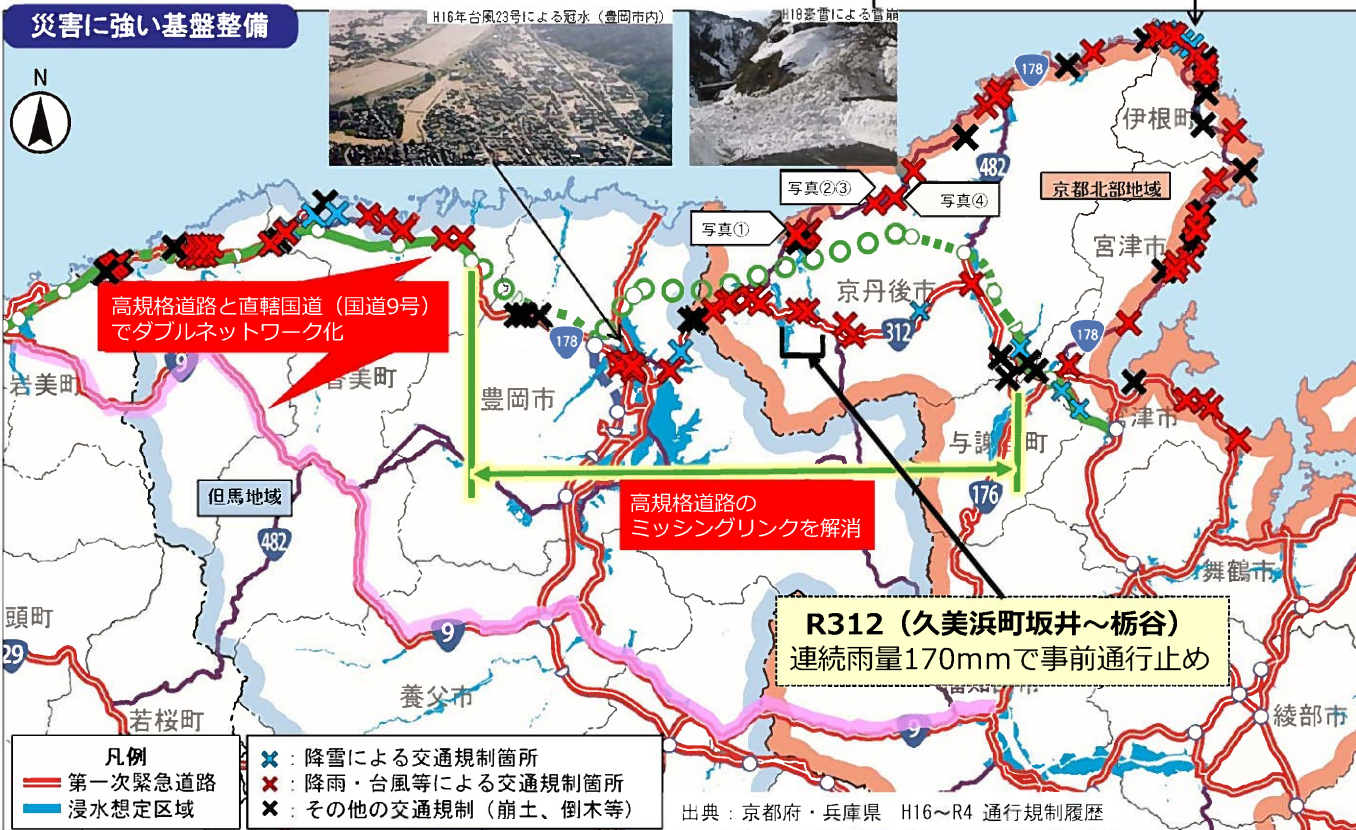 災害に強い基盤整備
H16年台風23号による冠水（豊岡市内）
H18豪雪による雪崩
N
178
伊根町
482
写真②③
京都北部地域
写真④
写真①
宮津市
高規格道路と直轄国道（国道9号）
でダブルネットワーク化
京丹後市
312
178
178
9
岩美町
香美町
豊岡市
宮津市
与謝野町
高規格道路の
ミッシングリンクを解消
176
但馬地域
482
舞鶴市
頭町
R312（久美浜町坂井～栃谷）
連続雨量170mmで事前通行止め
9
29
養父市
若桜町
9
綾部市
凡例
第一次緊急道路
浸水想定区域
：降雪による交通規制箇所
：降雨・台風等による交通規制箇所
：その他の交通規制（崩土、倒木等）
出典：京都府・兵庫県　H16～R4 通行規制履歴